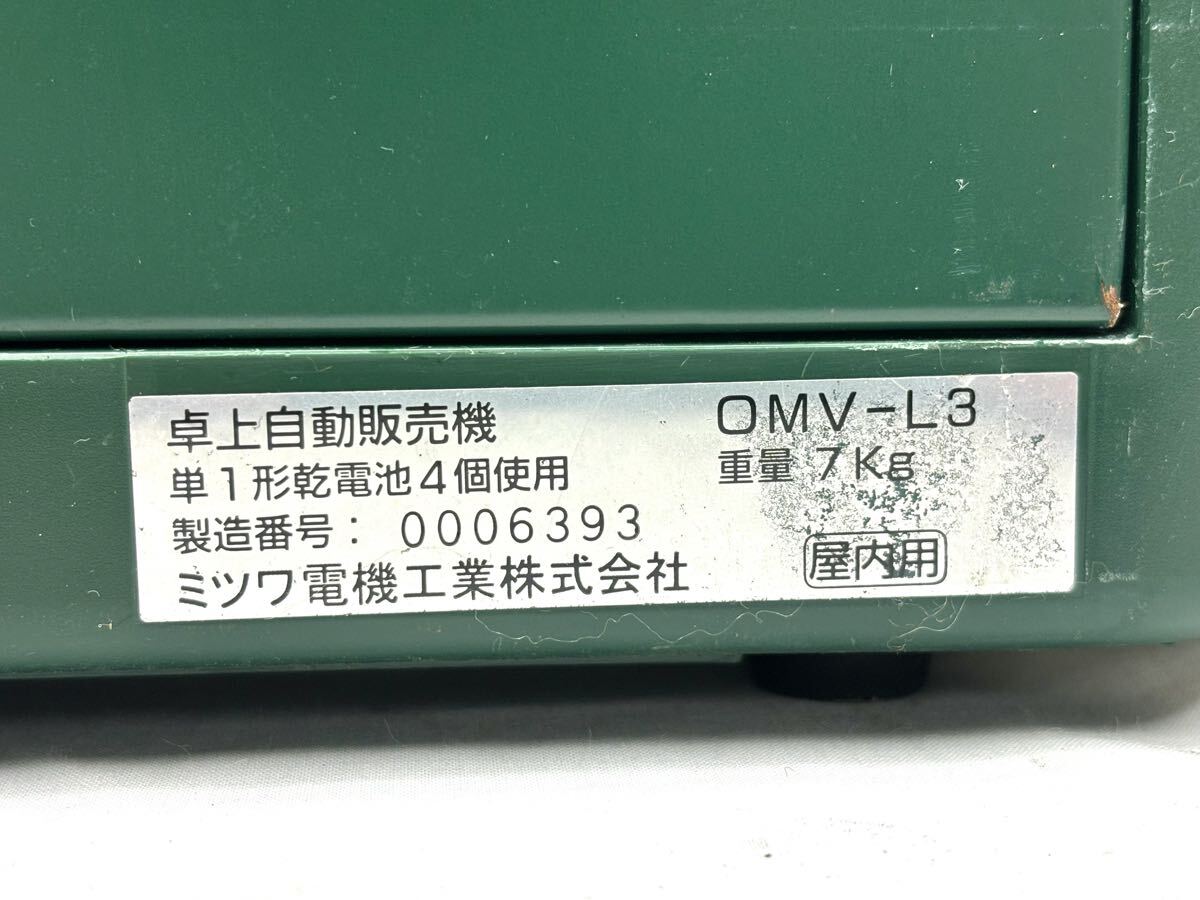 卓上自動販売機 OMV-L3
単1形乾電池4個使用 重量 7Kg
製造番号: 0006393
ミツワ電機工業株式会社 屋内用